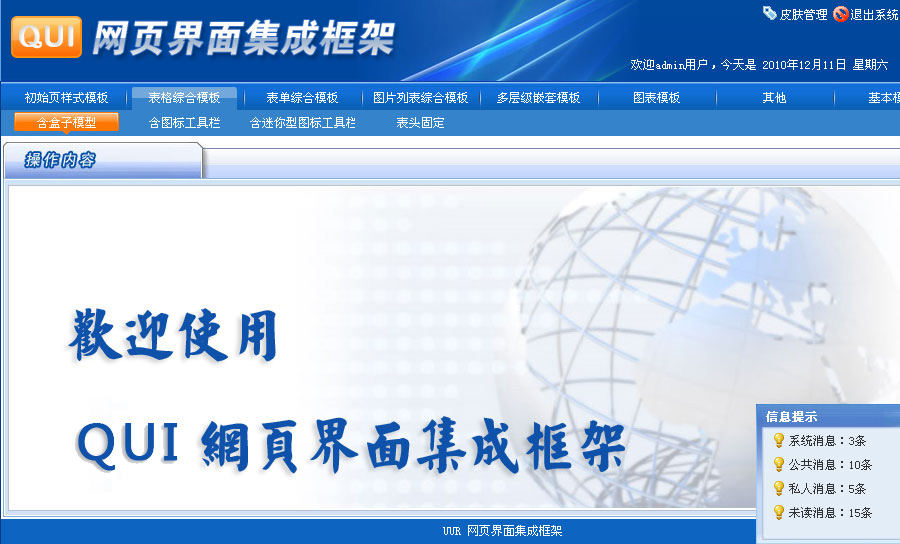 皮肤管理 退出系统
QUI 网页界面集成框架
欢迎admin用户，今天是 2010年12月11日 星期六
初始页样式模板 表格综合模板 表单综合模板 图片列表综合模板 多层级嵌套模板 图表模板 其他 基本模
含盒子模型 含图标工具栏 含迷你型图标工具栏 表头固定
操作内容
歡迎使用
QUI 網頁界面集成框架
信息提示
系统消息：3条
公共消息：10条
私人消息：5条
未读消息：15条
UUR 网页界面集成框架